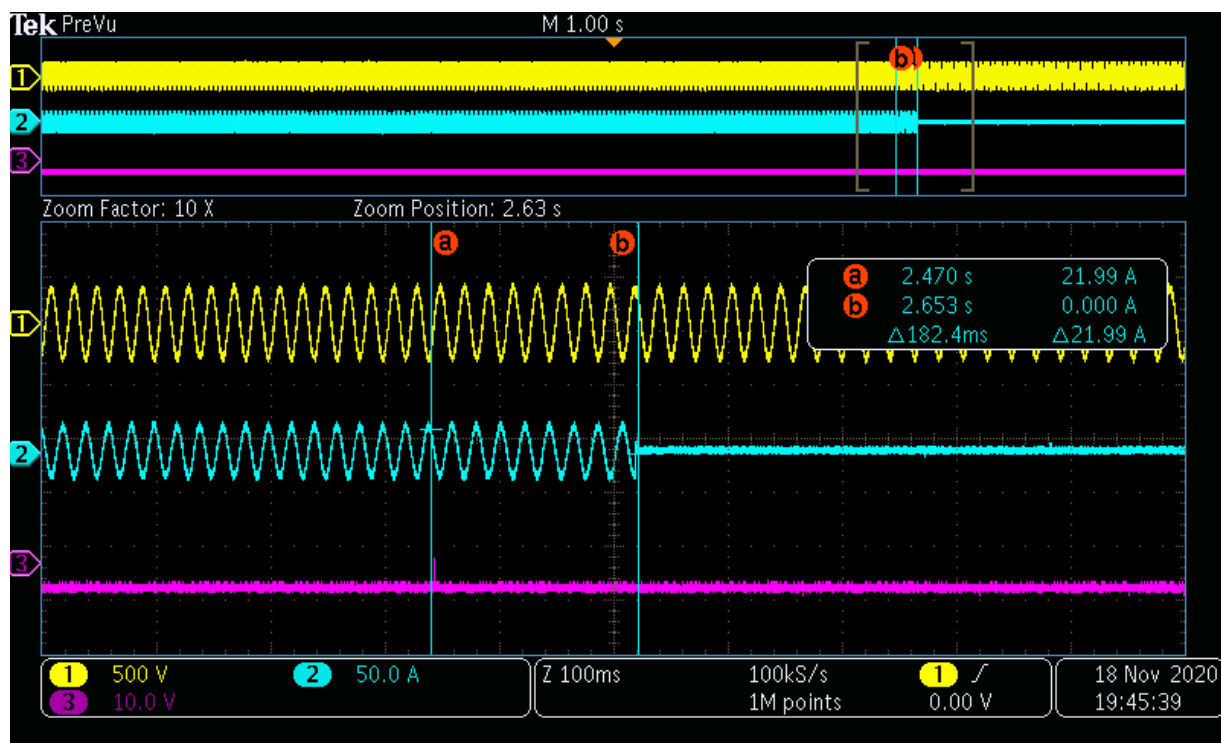 Tek PreVu M 1.00 s
b
1
2
3
Zoom Factor: 10 X Zoom Position: 2.63 s
a b
a 2.470 s 21.99 A
b 2.653 s 0.000 A
△182.4ms △21.99 A
1
2
3
1 500 V 2 50.0 A Z 100ms 100kS/s 1 18 Nov 2020
3 10.0 V 1M points 0.00 V 19:45:39